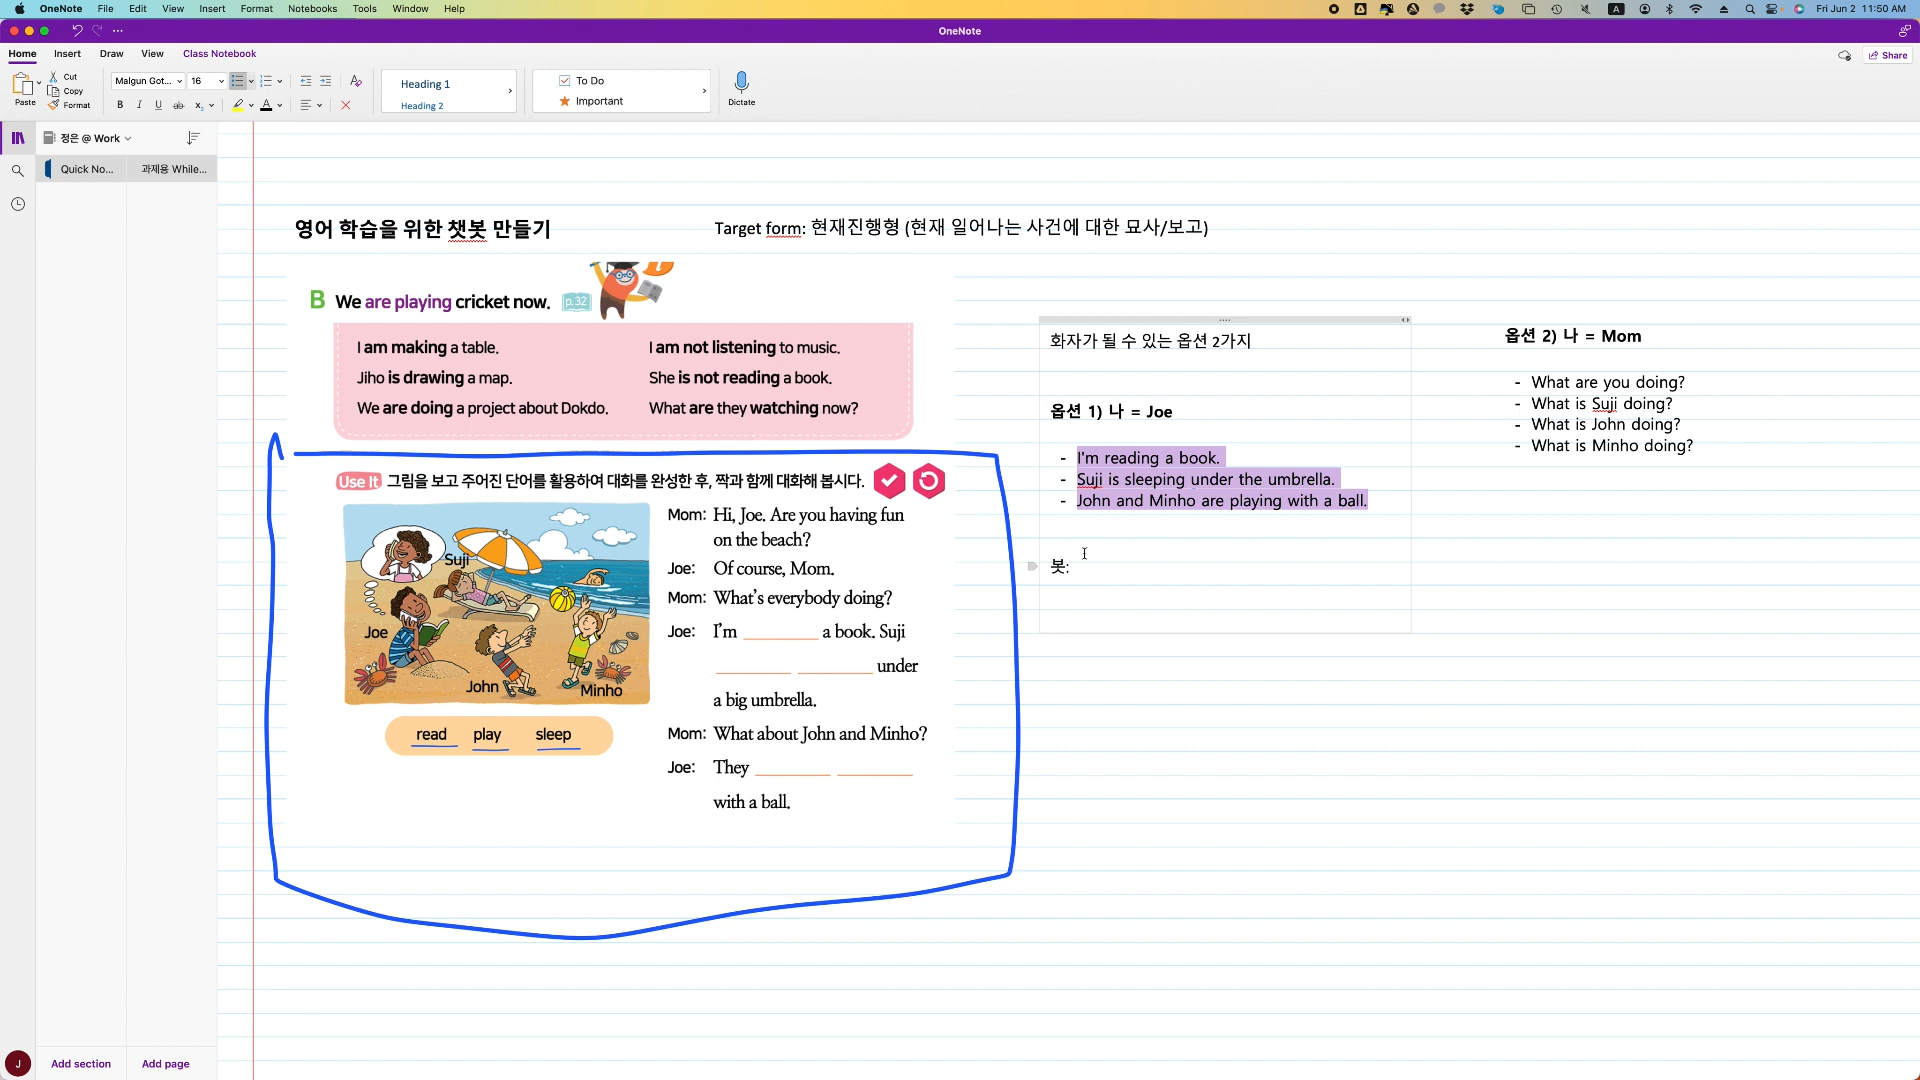 OneNote File Edit View Insert Format Notebooks Tools Window Help
A
Fri Jun 2 11:50 AM
OneNote
Home Insert Draw View Class Notebook
Share
Paste
Cut
Copy
Format
Malgun Got... 16
B I U ab x₂ A
Heading 1
Heading 2
To Do
Important
Dictate
정은 @ Work
Quick No...
과제용 While...
영어 학습을 위한 챗봇 만들기
Target form: 현재진행형 (현재 일어나는 사건에 대한 묘사/보고)
B We are playing cricket now. p.32
I am making a table.
Jiho is drawing a map.
We are doing a project about Dokdo.
I am not listening to music.
She is not reading a book.
What are they watching now?
Use It 그림을 보고 주어진 단어를 활용하여 대화를 완성한 후, 짝과 함께 대화해 봅시다.
Suji
Joe
John
Minho
read play sleep
Mom: Hi, Joe. Are you having fun
on the beach?
Joe: Of course, Mom.
Mom: What's everybody doing?
Joe: I'm ________ a book. Suji
________ ________ under
a big umbrella.
Mom: What about John and Minho?
Joe: They ________ ________
with a ball.
화자가 될 수 있는 옵션 2가지
옵션 1) 나 = Joe
- I'm reading a book.
- Suji is sleeping under the umbrella.
- John and Minho are playing with a ball.
봇:
옵션 2) 나 = Mom
- What are you doing?
- What is Suji doing?
- What is John doing?
- What is Minho doing?
J
Add section
Add page